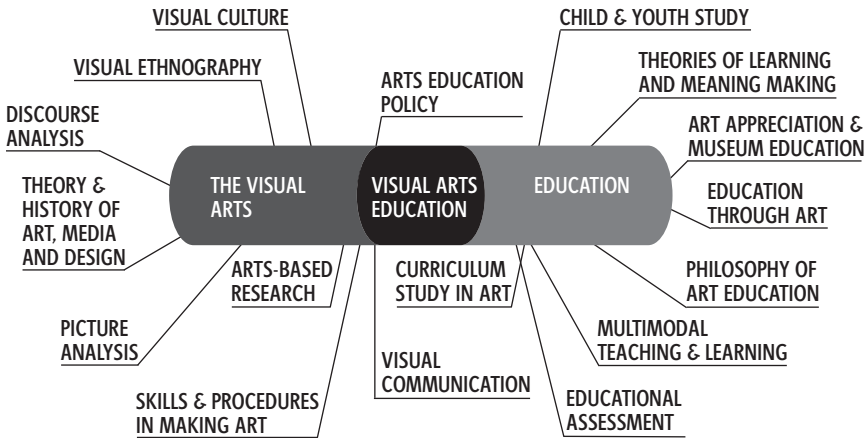 VISUAL CULTURE
CHILD & YOUTH STUDY
VISUAL ETHNOGRAPHY
ARTS EDUCATION
POLICY
THEORIES OF LEARNING
AND MEANING MAKING
DISCOURSE
ANALYSIS
ART APPRECIATION &
MUSEUM EDUCATION
THEORY &
HISTORY OF
ART, MEDIA
AND DESIGN
THE VISUAL
ARTS
VISUAL ARTS
EDUCATION
EDUCATION
EDUCATION
THROUGH ART
ARTS-BASED
RESEARCH
CURRICULUM
STUDY IN ART
PHILOSOPHY OF
ART EDUCATION
PICTURE
ANALYSIS
VISUAL
COMMUNICATION
MULTIMODAL
TEACHING & LEARNING
SKILLS & PROCEDURES
IN MAKING ART
EDUCATIONAL
ASSESSMENT